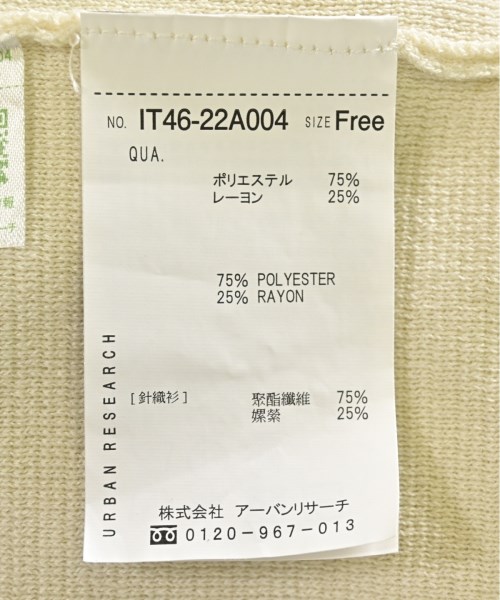 NO. IT46-22A004 SIZE Free
QUA.
ポリエステル 75%
レーヨン 25%
75% POLYESTER
25% RAYON
[針織衫] 聚酯纖維 75%
嫘縈 25%
URBAN RESEARCH
株式会社 アーバンリサーチ
0120-967-013